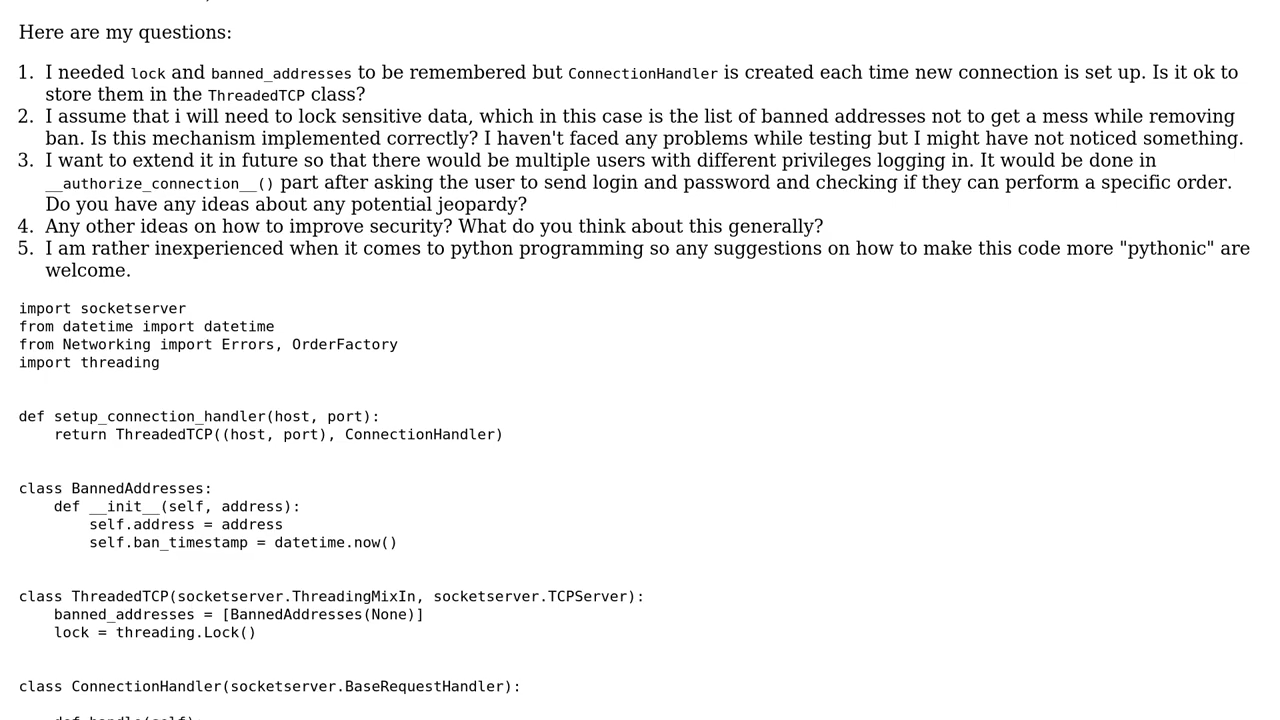 Here are my questions:
1. I needed lock and banned_addresses to be remembered but ConnectionHandler is created each time new connection is set up. Is it ok to
store them in the ThreadedTCP class?
2. I assume that i will need to lock sensitive data, which in this case is the list of banned addresses not to get a mess while removing
ban. Is this mechanism implemented correctly? I haven't faced any problems while testing but I might have not noticed something.
3. I want to extend it in future so that there would be multiple users with different privileges logging in. It would be done in
__authorize_connection__() part after asking the user to send login and password and checking if they can perform a specific order.
Do you have any ideas about any potential jeopardy?
4. Any other ideas on how to improve security? What do you think about this generally?
5. I am rather inexperienced when it comes to python programming so any suggestions on how to make this code more "pythonic" are
welcome.
import socketserver
from datetime import datetime
from Networking import Errors, OrderFactory
import threading
def setup_connection_handler(host, port):
    return ThreadedTCP((host, port), ConnectionHandler)
class BannedAddresses:
    def __init__(self, address):
        self.address = address
        self.ban_timestamp = datetime.now()
class ThreadedTCP(socketserver.ThreadingMixIn, socketserver.TCPServer):
    banned_addresses = [BannedAddresses(None)]
    lock = threading.Lock()
class ConnectionHandler(socketserver.BaseRequestHandler):
    def handle(self):